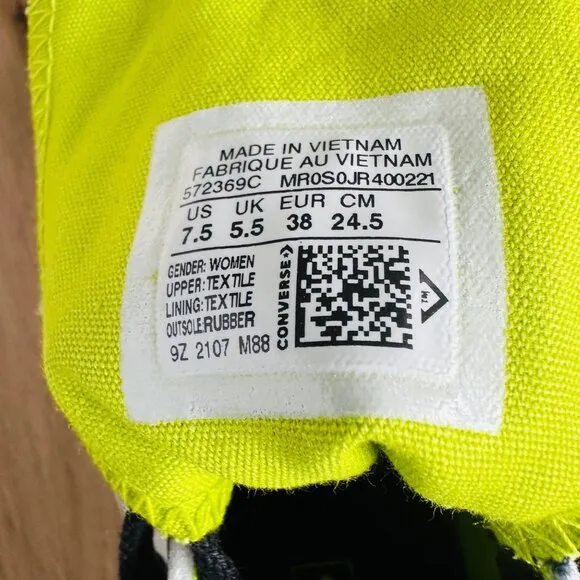 MADE IN VIETNAM
FABRIQUE AU VIETNAM
572369C MR0S0JR400221
US UK EUR CM
7.5 5.5 38 24.5
GENDER: WOMEN
UPPER: TEXTILE
LINING: TEXTILE
OUTSOLE:RUBBER
9Z 2107 M88
CONVERSE